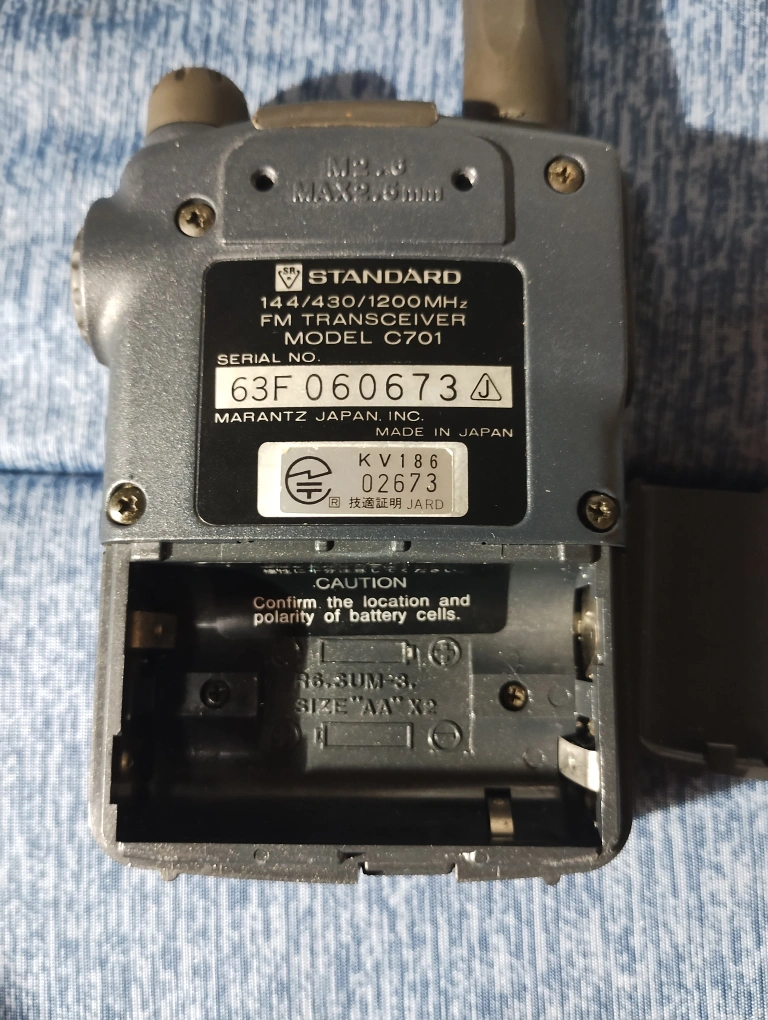 M2.6
MAX2.6mm
SR STANDARD
144/430/1200MHz
FM TRANSCEIVER
MODEL C701
SERIAL NO.
63F 060673 J
MARANTZ JAPAN, INC.
MADE IN JAPAN
KV186
02673
R 技適証明 JARD
CAUTION
Confirm the location and
polarity of battery cells.
+
R6.3UM-3.
SIZE "AA" X2
−